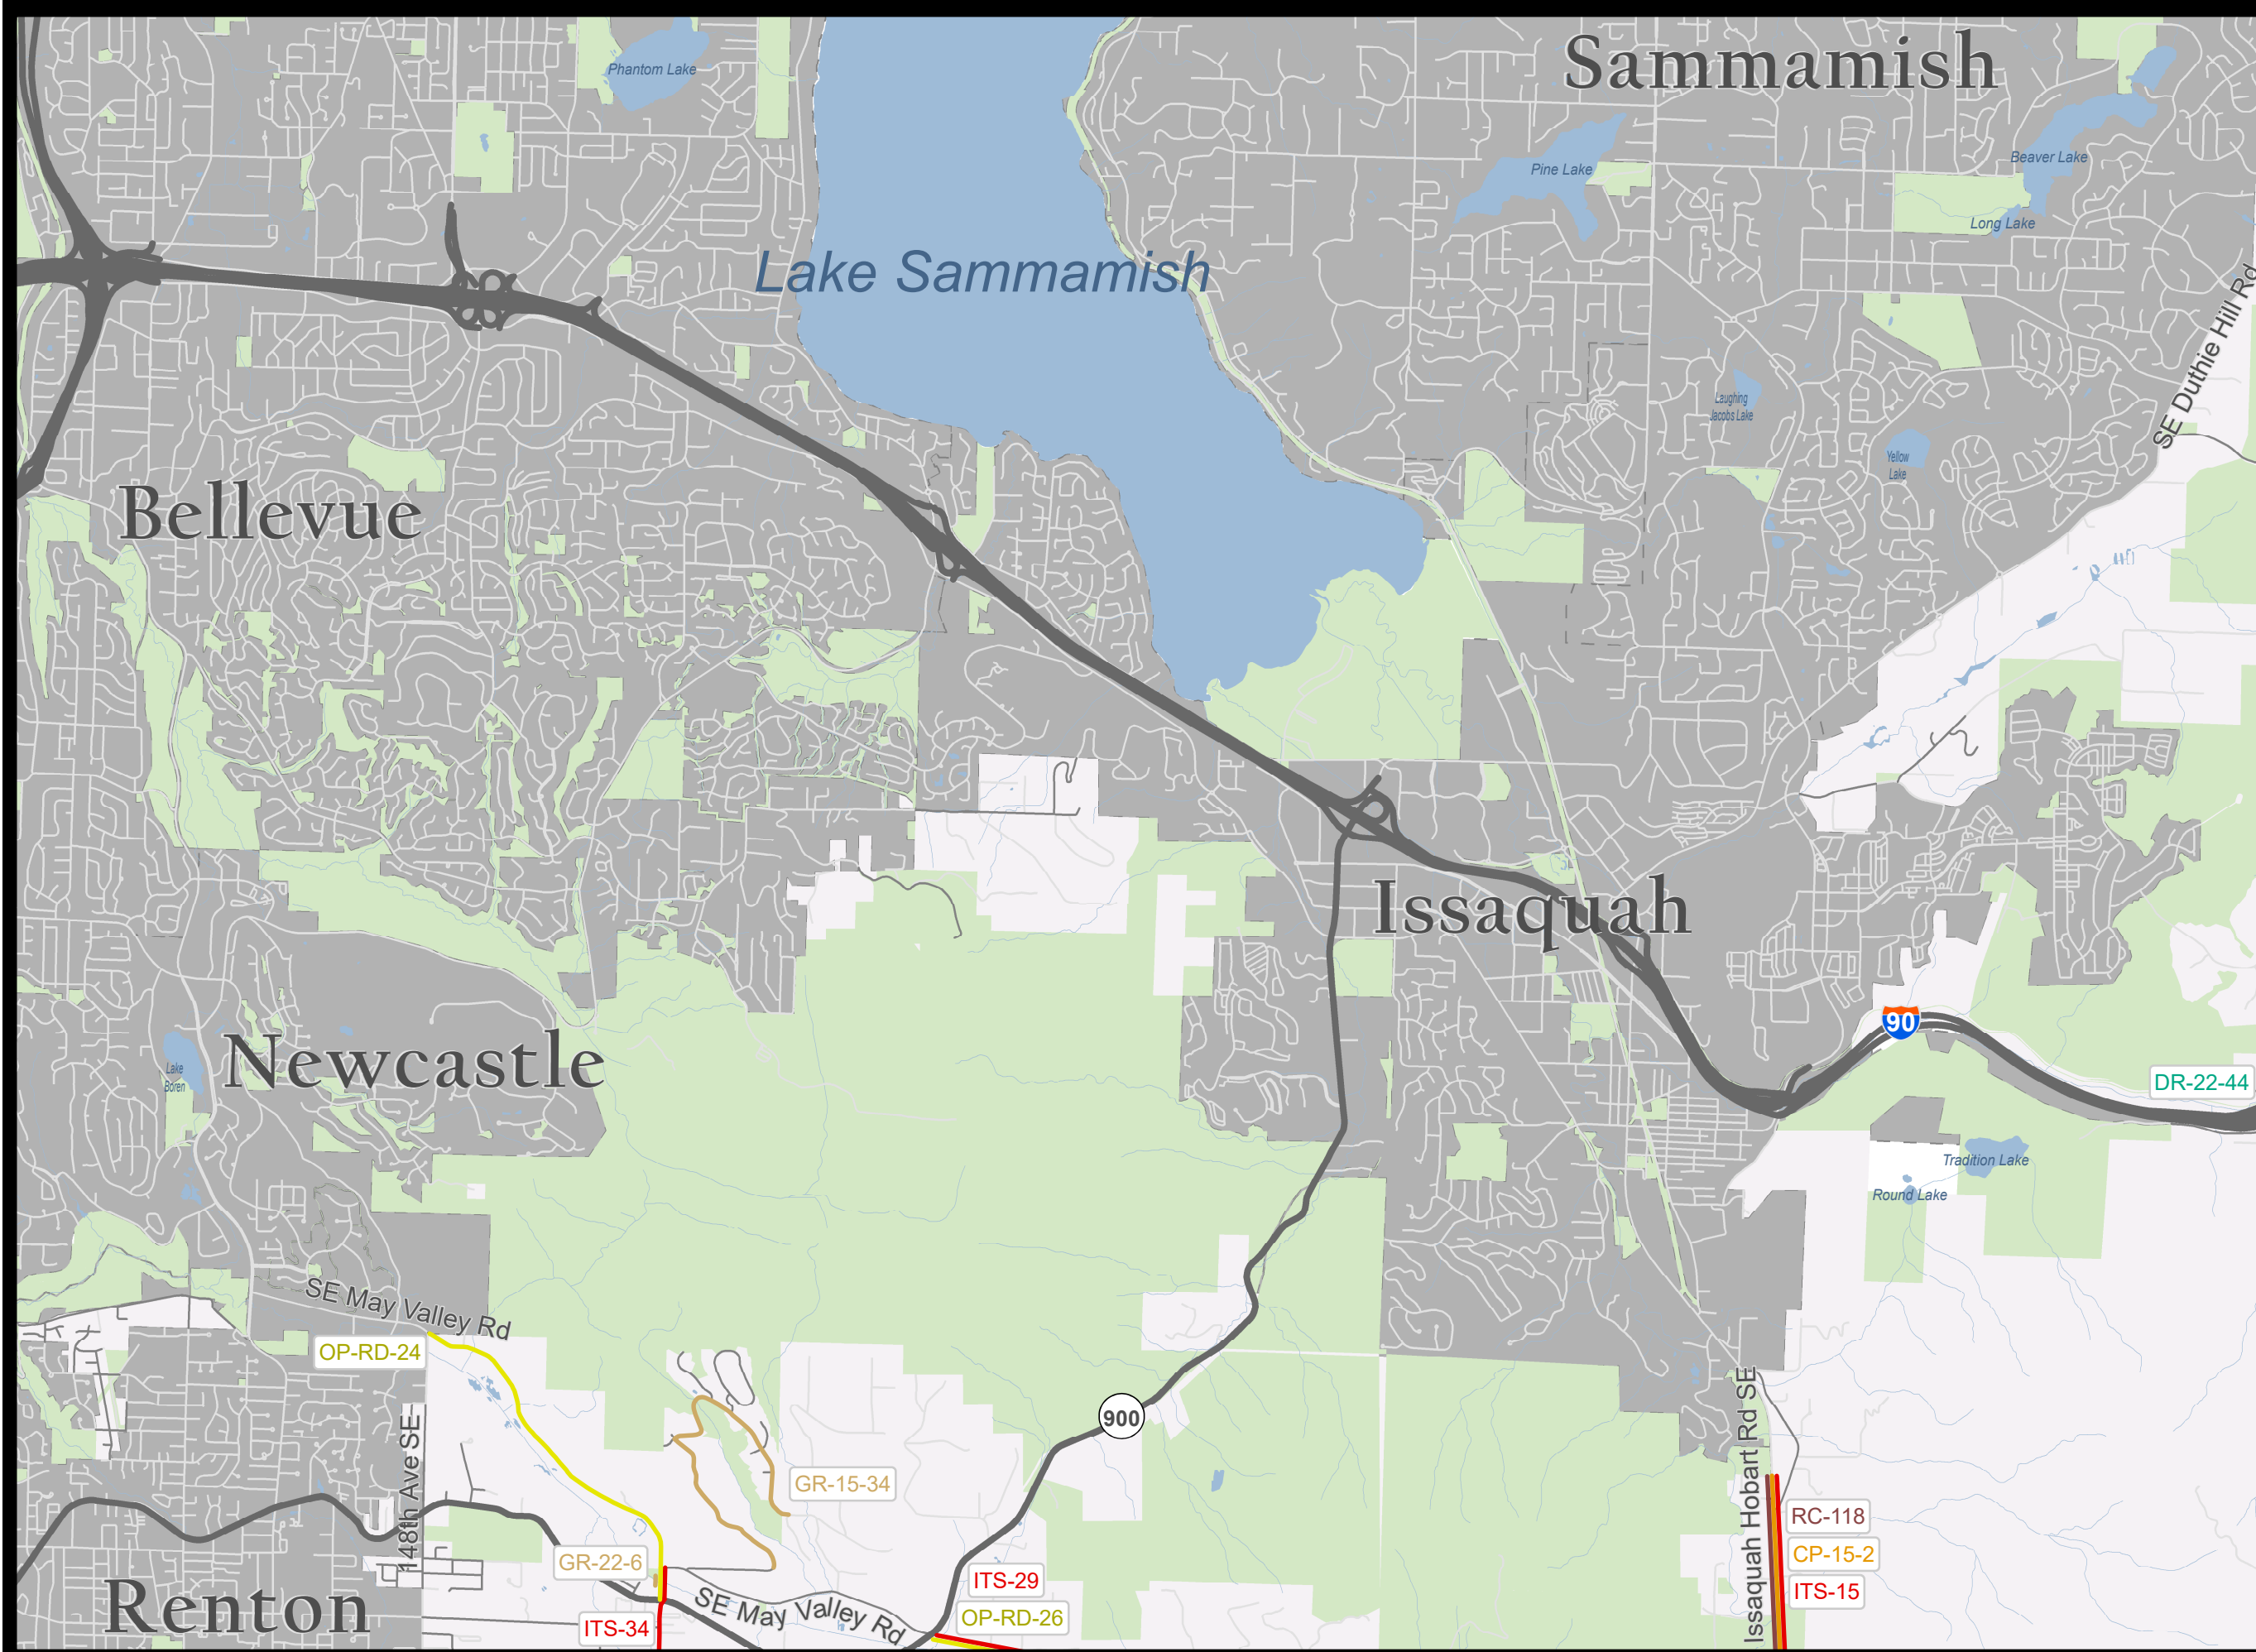 Sammamish
Phantom Lake
Beaver Lake
Pine Lake
Long Lake
Lake Sammamish
SE Duthie Hill Rd
Laughing
Jacobs Lake
Yellow
Lake
Bellevue
Issaquah
90
Newcastle
Lake
Boren
DR-22-44
Tradition Lake
Round Lake
SE May Valley Rd
OP-RD-24
900
148th Ave SE
Issaquah Hobart Rd SE
GR-15-34
RC-118
CP-15-2
ITS-15
GR-22-6
ITS-29
OP-RD-26
Renton
SE May Valley Rd
ITS-34